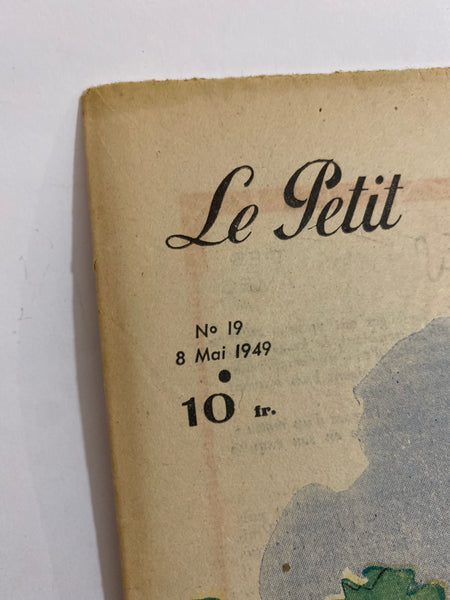 Le Petit
No 19
8 Mai 1949
10 fr.